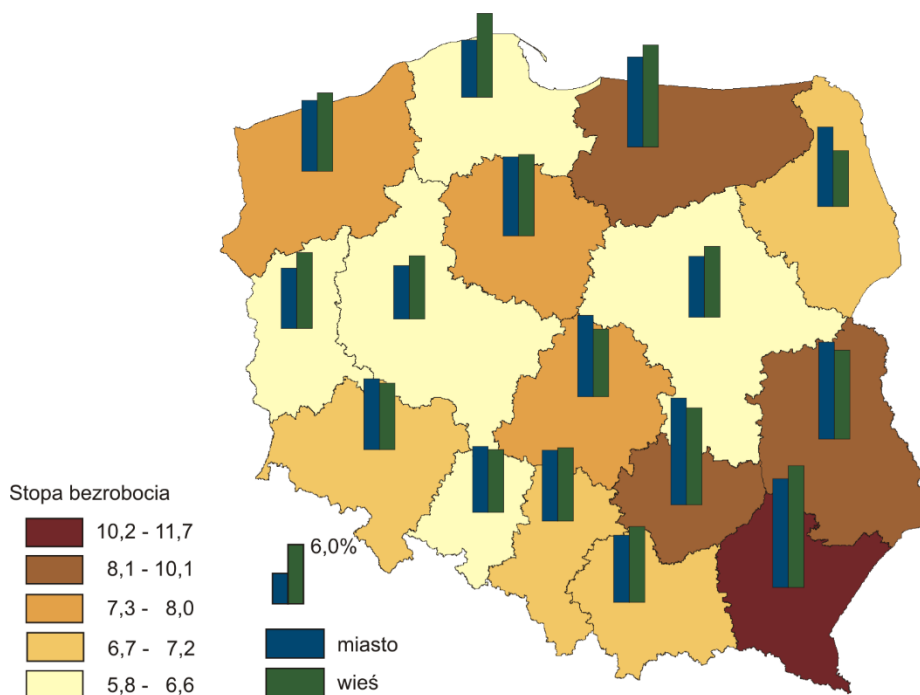 Stopa bezrobocia
10,2 - 11,7
8,1 - 10,1
7,3 - 8,0
6,7 - 7,2
5,8 - 6,6
6,0%
miasto
wieś